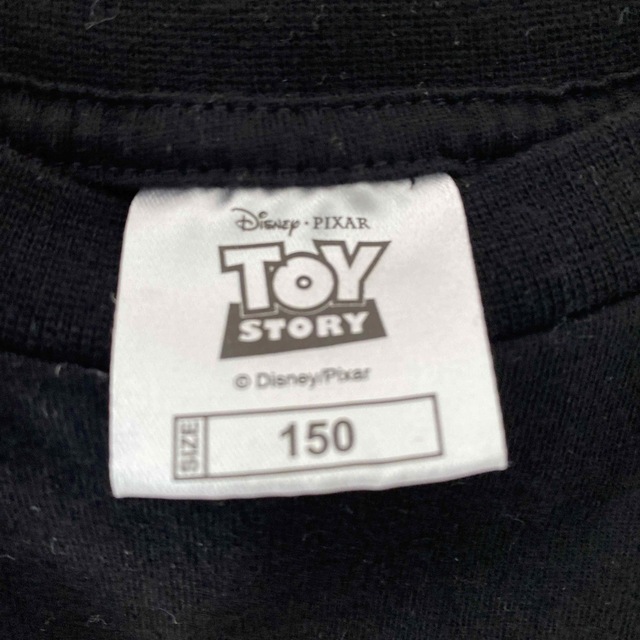 Disney · PIXAR
TOY
STORY
© Disney/Pixar
SIZE 150